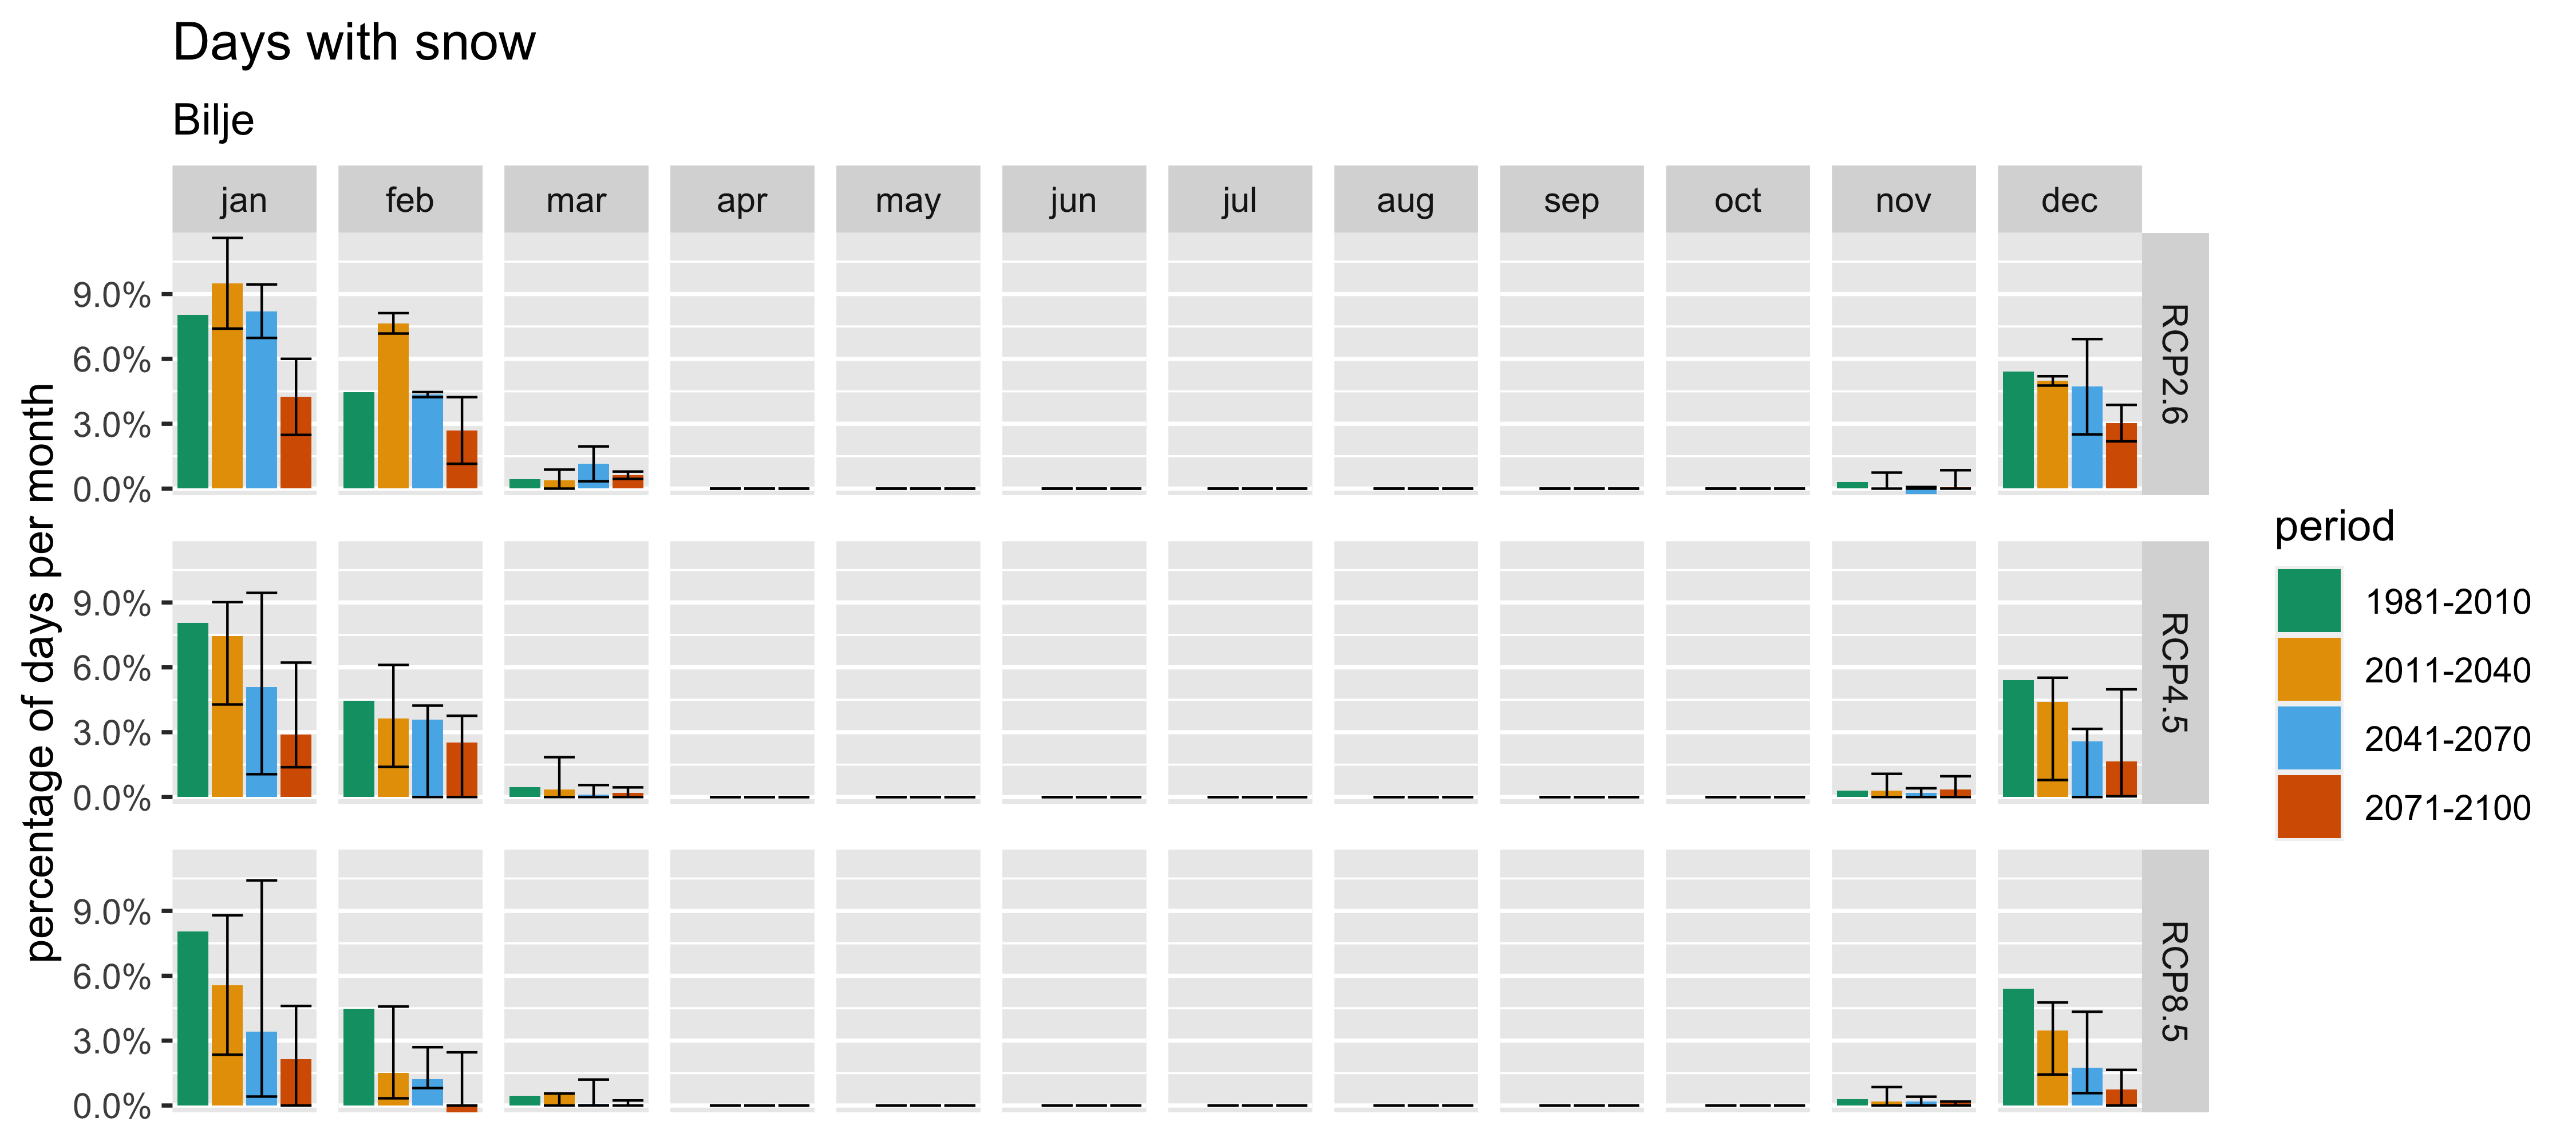 Days with snow
Bilje
jan feb mar apr may jun jul aug sep oct nov dec
percentage of days per month
9.0%
6.0%
3.0%
0.0%
RCP2.6
9.0%
6.0%
3.0%
0.0%
RCP4.5
9.0%
6.0%
3.0%
0.0%
RCP8.5
period
1981-2010
2011-2040
2041-2070
2071-2100